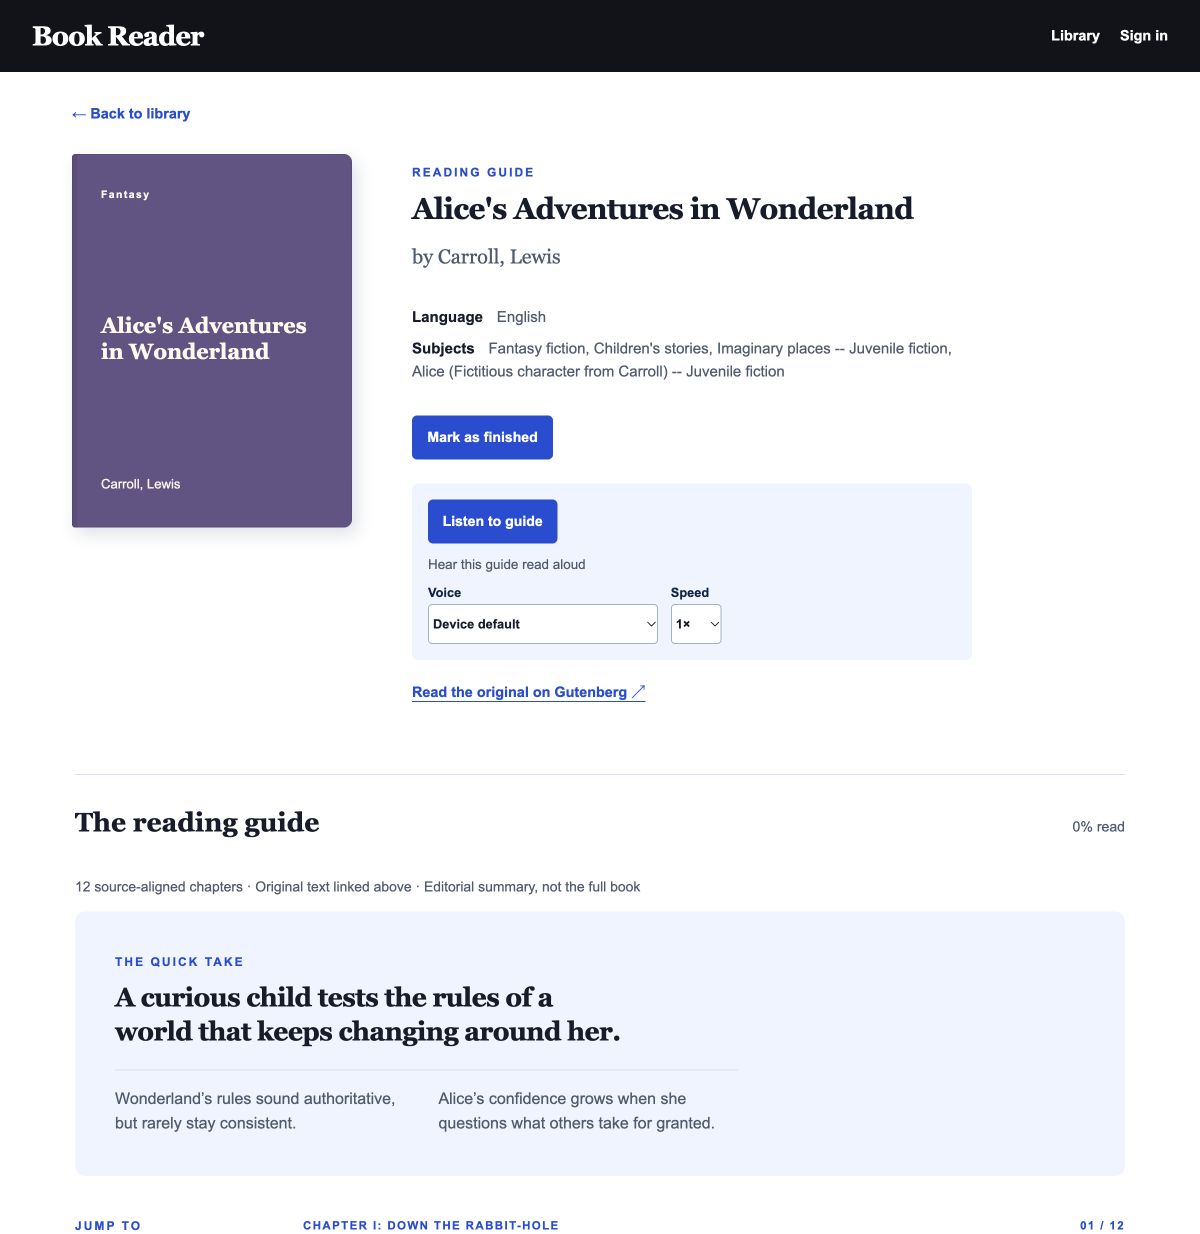 Book Reader
Library
Sign in
← Back to library
Fantasy
Alice's Adventures
in Wonderland
Carroll, Lewis
READING GUIDE
Alice's Adventures in Wonderland
by Carroll, Lewis
Language English
Subjects Fantasy fiction, Children's stories, Imaginary places -- Juvenile fiction,
Alice (Fictitious character from Carroll) -- Juvenile fiction
Mark as finished
Listen to guide
Hear this guide read aloud
Voice
Speed
Device default
1×
Read the original on Gutenberg ↗
The reading guide
0% read
12 source-aligned chapters · Original text linked above · Editorial summary, not the full book
THE QUICK TAKE
A curious child tests the rules of a
world that keeps changing around her.
Wonderland’s rules sound authoritative,
but rarely stay consistent.
Alice’s confidence grows when she
questions what others take for granted.
JUMP TO
CHAPTER I: DOWN THE RABBIT-HOLE
01 / 12